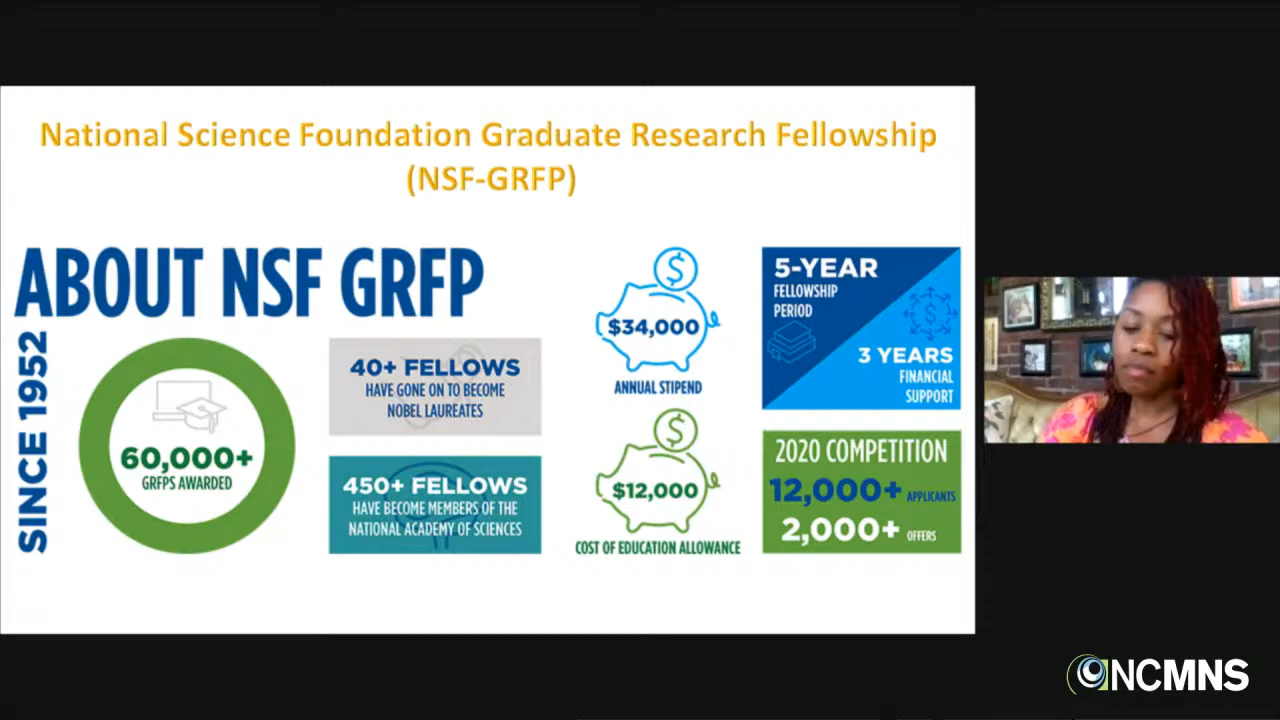 National Science Foundation Graduate Research Fellowship
(NSF-GRFP)
ABOUT NSF GRFP
SINCE 1952
60,000+
GRFPS AWARDED
40+ FELLOWS
HAVE GONE ON TO BECOME
NOBEL LAUREATES
450+ FELLOWS
HAVE BECOME MEMBERS OF THE
NATIONAL ACADEMY OF SCIENCES
$
$34,000
ANNUAL STIPEND
$
$12,000
COST OF EDUCATION ALLOWANCE
5-YEAR
FELLOWSHIP
PERIOD
$
3 YEARS
FINANCIAL
SUPPORT
2020 COMPETITION
12,000+ APPLICANTS
2,000+ OFFERS
NCMNS